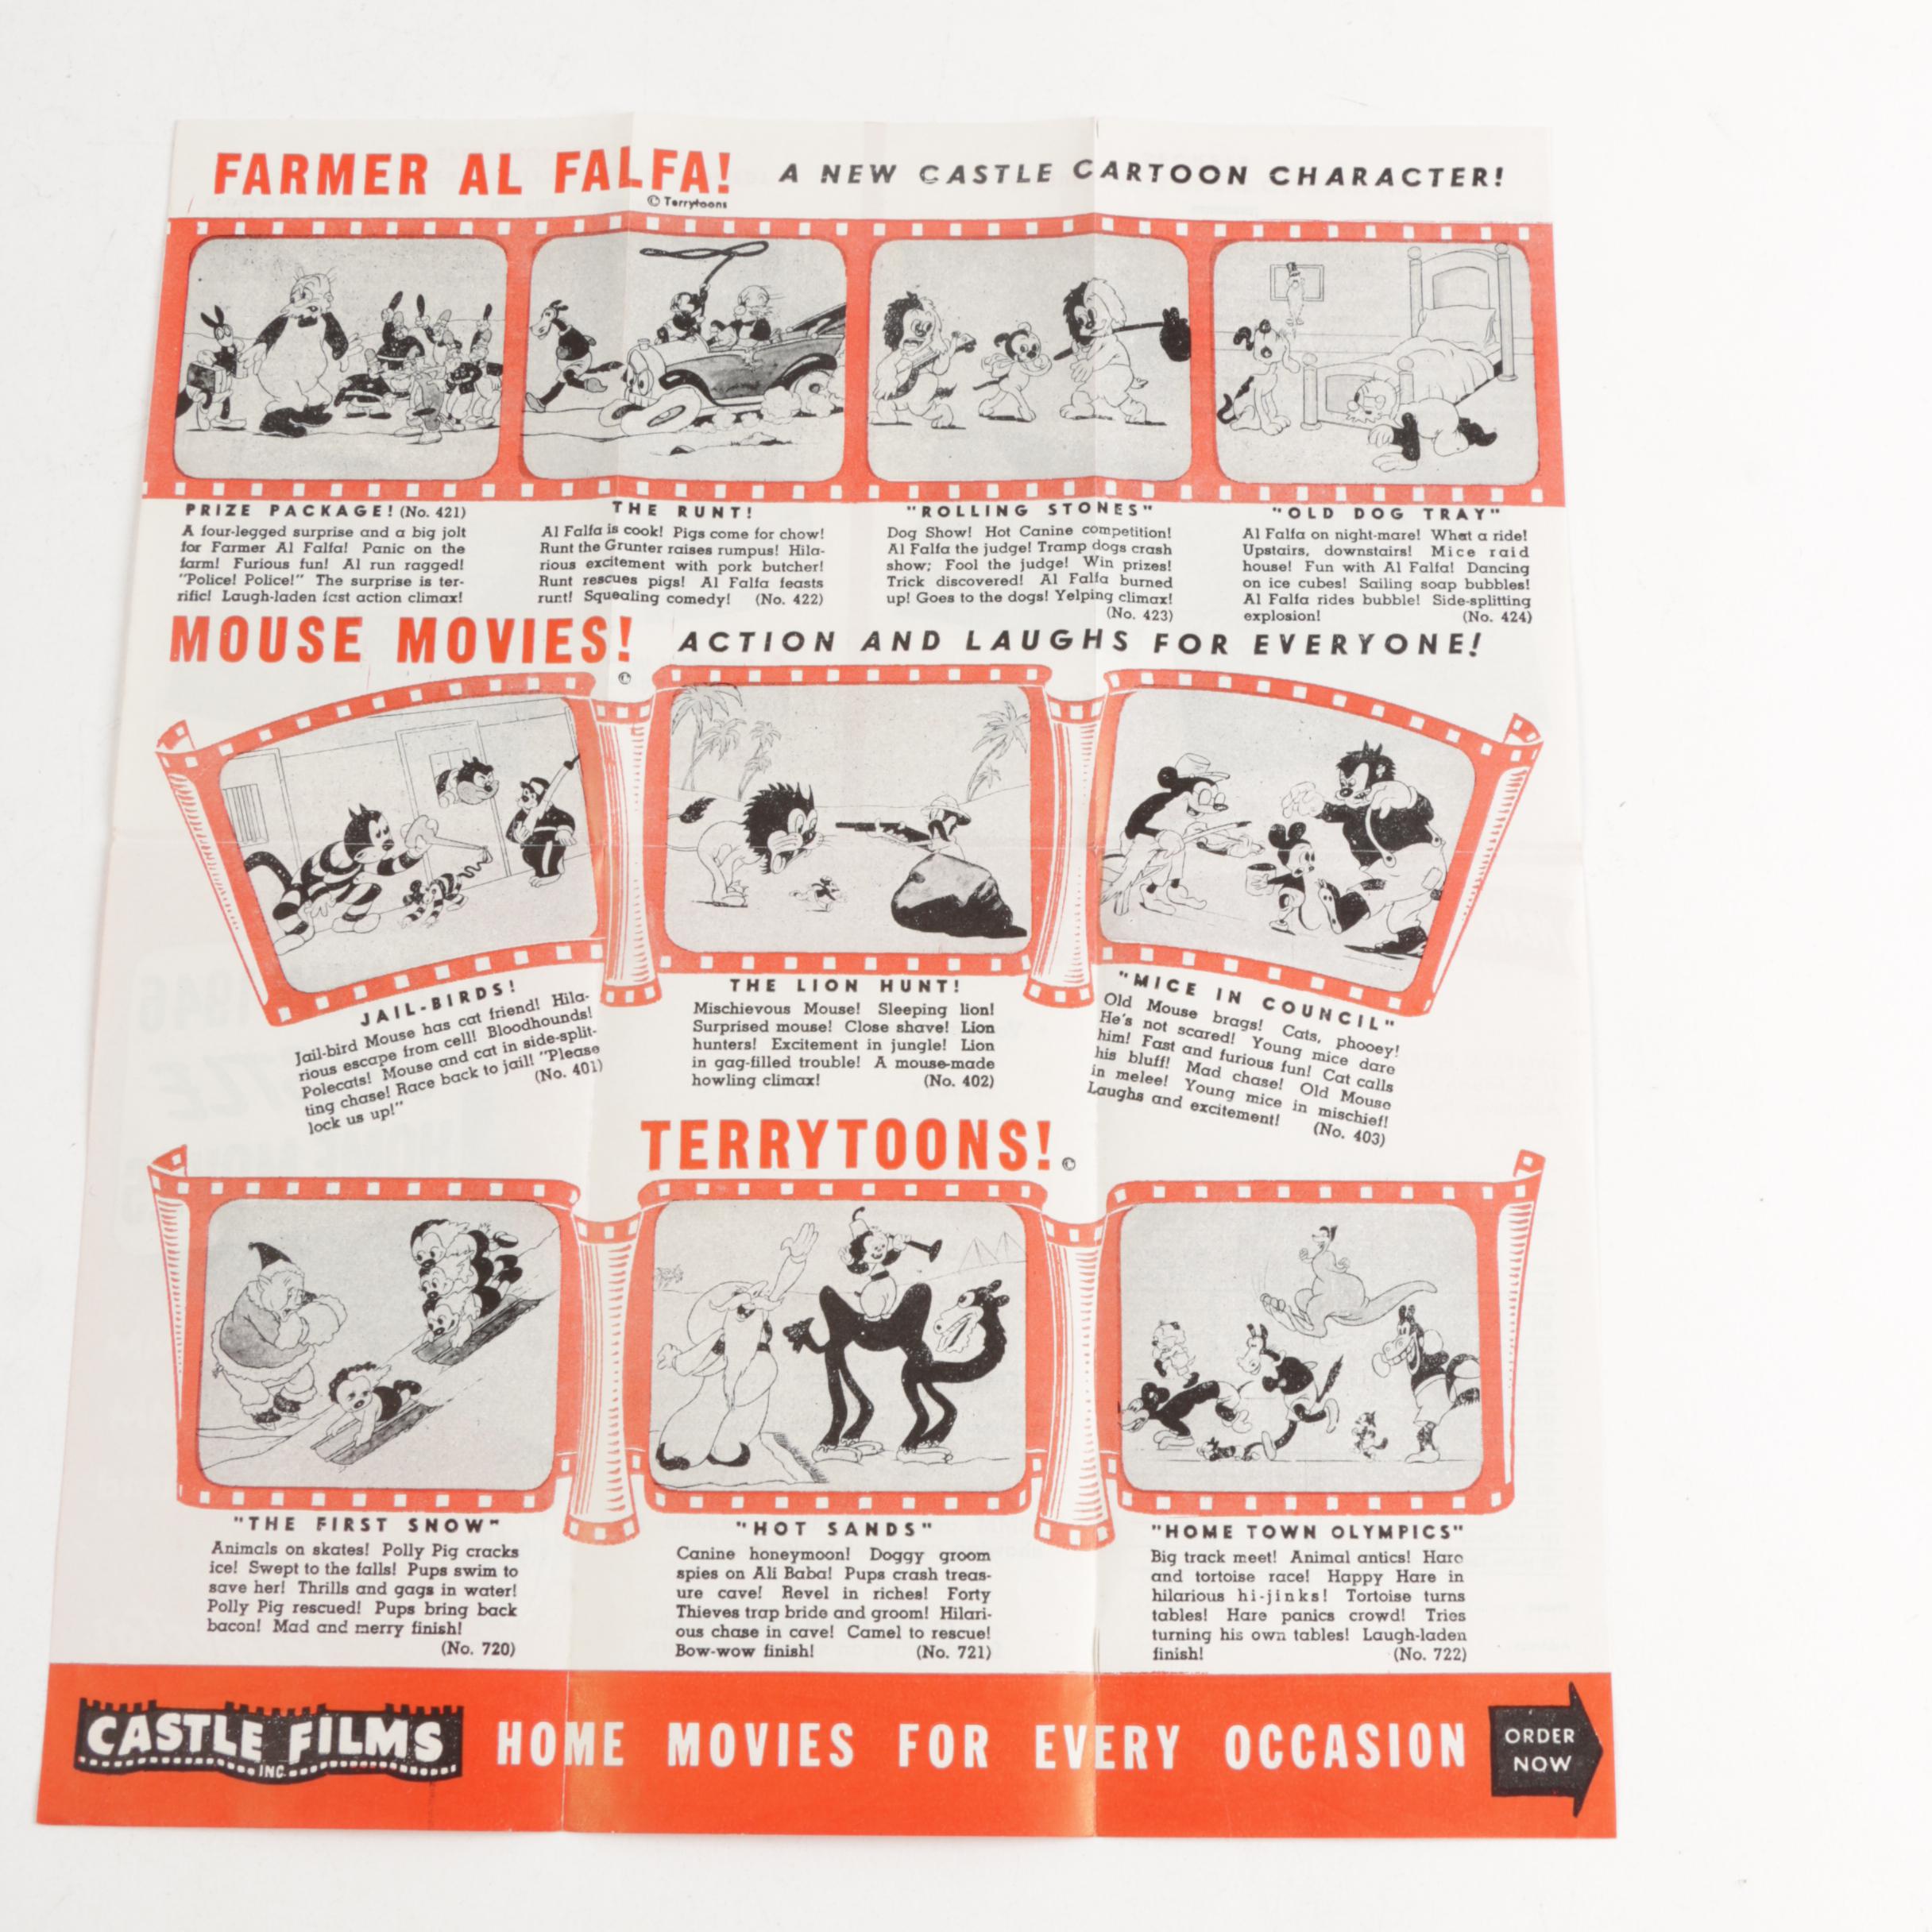 FARMER AL FALFA! A NEW CASTLE CARTOON CHARACTER!
© Terrytoons
PRIZE PACKAGE! (No. 421)
A four-legged surprise and a big jolt
for Farmer Al Falfa! Panic on the
farm! Furious fun! Al run ragged!
"Police! Police!" The surprise is ter-
rific! Laugh-laden fast action climax!
THE RUNT!
Al Falfa is cook! Pigs come for chow!
Runt the Grunter raises rumpus! Hila-
rious excitement with pork butcher!
Runt rescues pigs! Al Falfa feasts
runt! Squealing comedy! (No. 422)
"ROLLING STONES"
Dog Show! Hot Canine competition!
Al Falfa the judge! Tramp dogs crash
show; Fool the judge! Win prizes!
Trick discovered! Al Falfa burned
up! Goes to the dogs! Yelping climax!
(No. 423)
"OLD DOG TRAY"
Al Falfa on night-mare! What a ride!
Upstairs, downstairs! Mice raid
house! Fun with Al Falfa! Dancing
on ice cubes! Sailing soap bubbles!
Al Falfa rides bubble! Side-splitting
explosion! (No. 424)
MOUSE MOVIES! ACTION AND LAUGHS FOR EVERYONE!
©
JAIL-BIRDS!
Jail-bird Mouse has cat friend! Hila-
rious escape from cell! Bloodhounds!
Polecats! Mouse and cat in side-split-
ting chase! Race back to jail! "Please
lock us up!" (No. 401)
THE LION HUNT!
Mischievous Mouse! Sleeping lion!
Surprised mouse! Close shave! Lion
hunters! Excitement in jungle! Lion
in gag-filled trouble! A mouse-made
howling climax! (No. 402)
"MICE IN COUNCIL"
Old Mouse brags! Cats, phooey!
He's not scared! Young mice dare
him! Fast and furious fun! Cat calls
his bluff! Mad chase! Old Mouse
in melee! Young mice in mischief!
Laughs and excitement! (No. 403)
TERRYTOONS! ©
"THE FIRST SNOW"
Animals on skates! Polly Pig cracks
ice! Swept to the falls! Pups swim to
save her! Thrills and gags in water!
Polly Pig rescued! Pups bring back
bacon! Mad and merry finish!
(No. 720)
"HOT SANDS"
Canine honeymoon! Doggy groom
spies on Ali Baba! Pups crash treas-
ure cave! Revel in riches! Forty
Thieves trap bride and groom! Hilari-
ous chase in cave! Camel to rescue!
Bow-wow finish! (No. 721)
"HOME TOWN OLYMPICS"
Big track meet! Animal antics! Hare
and tortoise race! Happy Hare in
hilarious hi-jinks! Tortoise turns
tables! Hare panics crowd! Tries
turning his own tables! Laugh-laden
finish! (No. 722)
CASTLE FILMS INC.
HOME MOVIES FOR EVERY OCCASION
ORDER
NOW